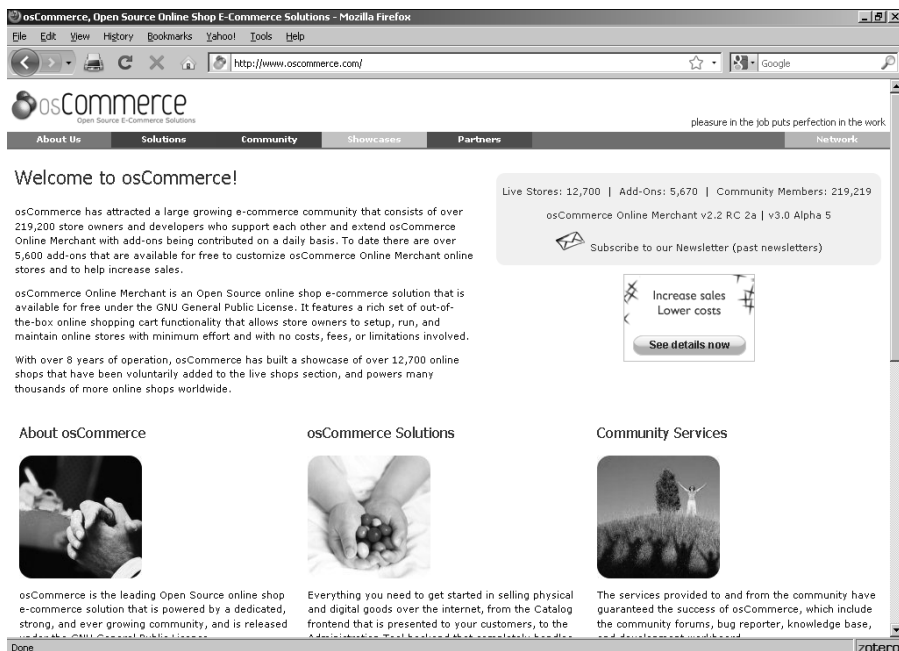 osCommerce, Open Source Online Shop E-Commerce Solutions - Mozilla Firefox
File Edit View History Bookmarks Yahoo! Tools Help
http://www.oscommerce.com/
Google
osCommerce
Open Source E-Commerce Solutions
pleasure in the job puts perfection in the work
About Us Solutions Community Showcases Partners Network
Welcome to osCommerce!
osCommerce has attracted a large growing e-commerce community that consists of over
219,200 store owners and developers who support each other and extend osCommerce
Online Merchant with add-ons being contributed on a daily basis. To date there are over
5,600 add-ons that are available for free to customize osCommerce Online Merchant online
stores and to help increase sales.
osCommerce Online Merchant is an Open Source online shop e-commerce solution that is
available for free under the GNU General Public License. It features a rich set of out-of-
the-box online shopping cart functionality that allows store owners to setup, run, and
maintain online stores with minimum effort and with no costs, fees, or limitations involved.
With over 8 years of operation, osCommerce has built a showcase of over 12,700 online
shops that have been voluntarily added to the live shops section, and powers many
thousands of more online shops worldwide.
Live Stores: 12,700 | Add-Ons: 5,670 | Community Members: 219,219
osCommerce Online Merchant v2.2 RC 2a | v3.0 Alpha 5
Subscribe to our Newsletter (past newsletters)
Increase sales
Lower costs
See details now
About osCommerce
osCommerce is the leading Open Source online shop
e-commerce solution that is powered by a dedicated,
strong, and ever growing community, and is released
under the GNU General Public License
osCommerce Solutions
Everything you need to get started in selling physical
and digital goods over the internet, from the Catalog
frontend that is presented to your customers, to the
Administration Tool backend that completely handles
Community Services
The services provided to and from the community have
guaranteed the success of osCommerce, which include
the community forums, bug reporter, knowledge base,
and development workboard
Done
zotero